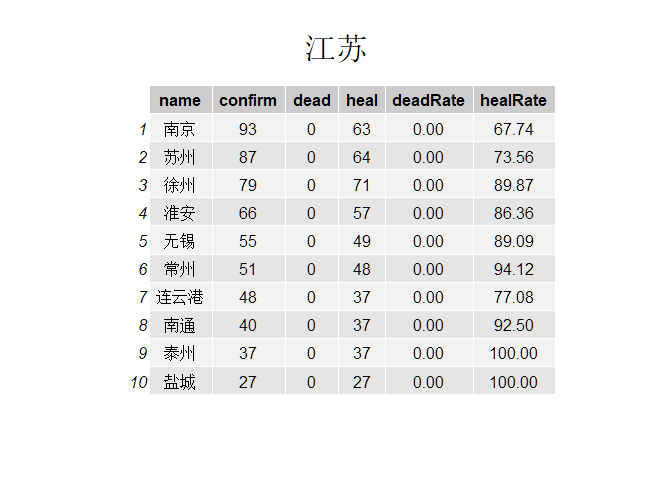 江苏
name confirm dead heal deadRate healRate
1 南京 93 0 63 0.00 67.74
2 苏州 87 0 64 0.00 73.56
3 徐州 79 0 71 0.00 89.87
4 淮安 66 0 57 0.00 86.36
5 无锡 55 0 49 0.00 89.09
6 常州 51 0 48 0.00 94.12
7 连云港 48 0 37 0.00 77.08
8 南通 40 0 37 0.00 92.50
9 泰州 37 0 37 0.00 100.00
10 盐城 27 0 27 0.00 100.00